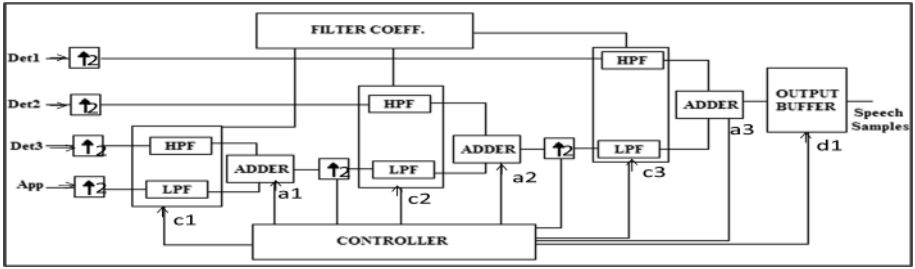 FILTER COEFF.
Det1
↑2
HPF
Det2
↑2
HPF
OUTPUT
BUFFER
ADDER
Speech
Samples
a3
Det3
↑2
HPF
ADDER
↑2
LPF
d1
ADDER
↑2
LPF
a2
c3
App
↑2
LPF
a1
c2
c1
CONTROLLER